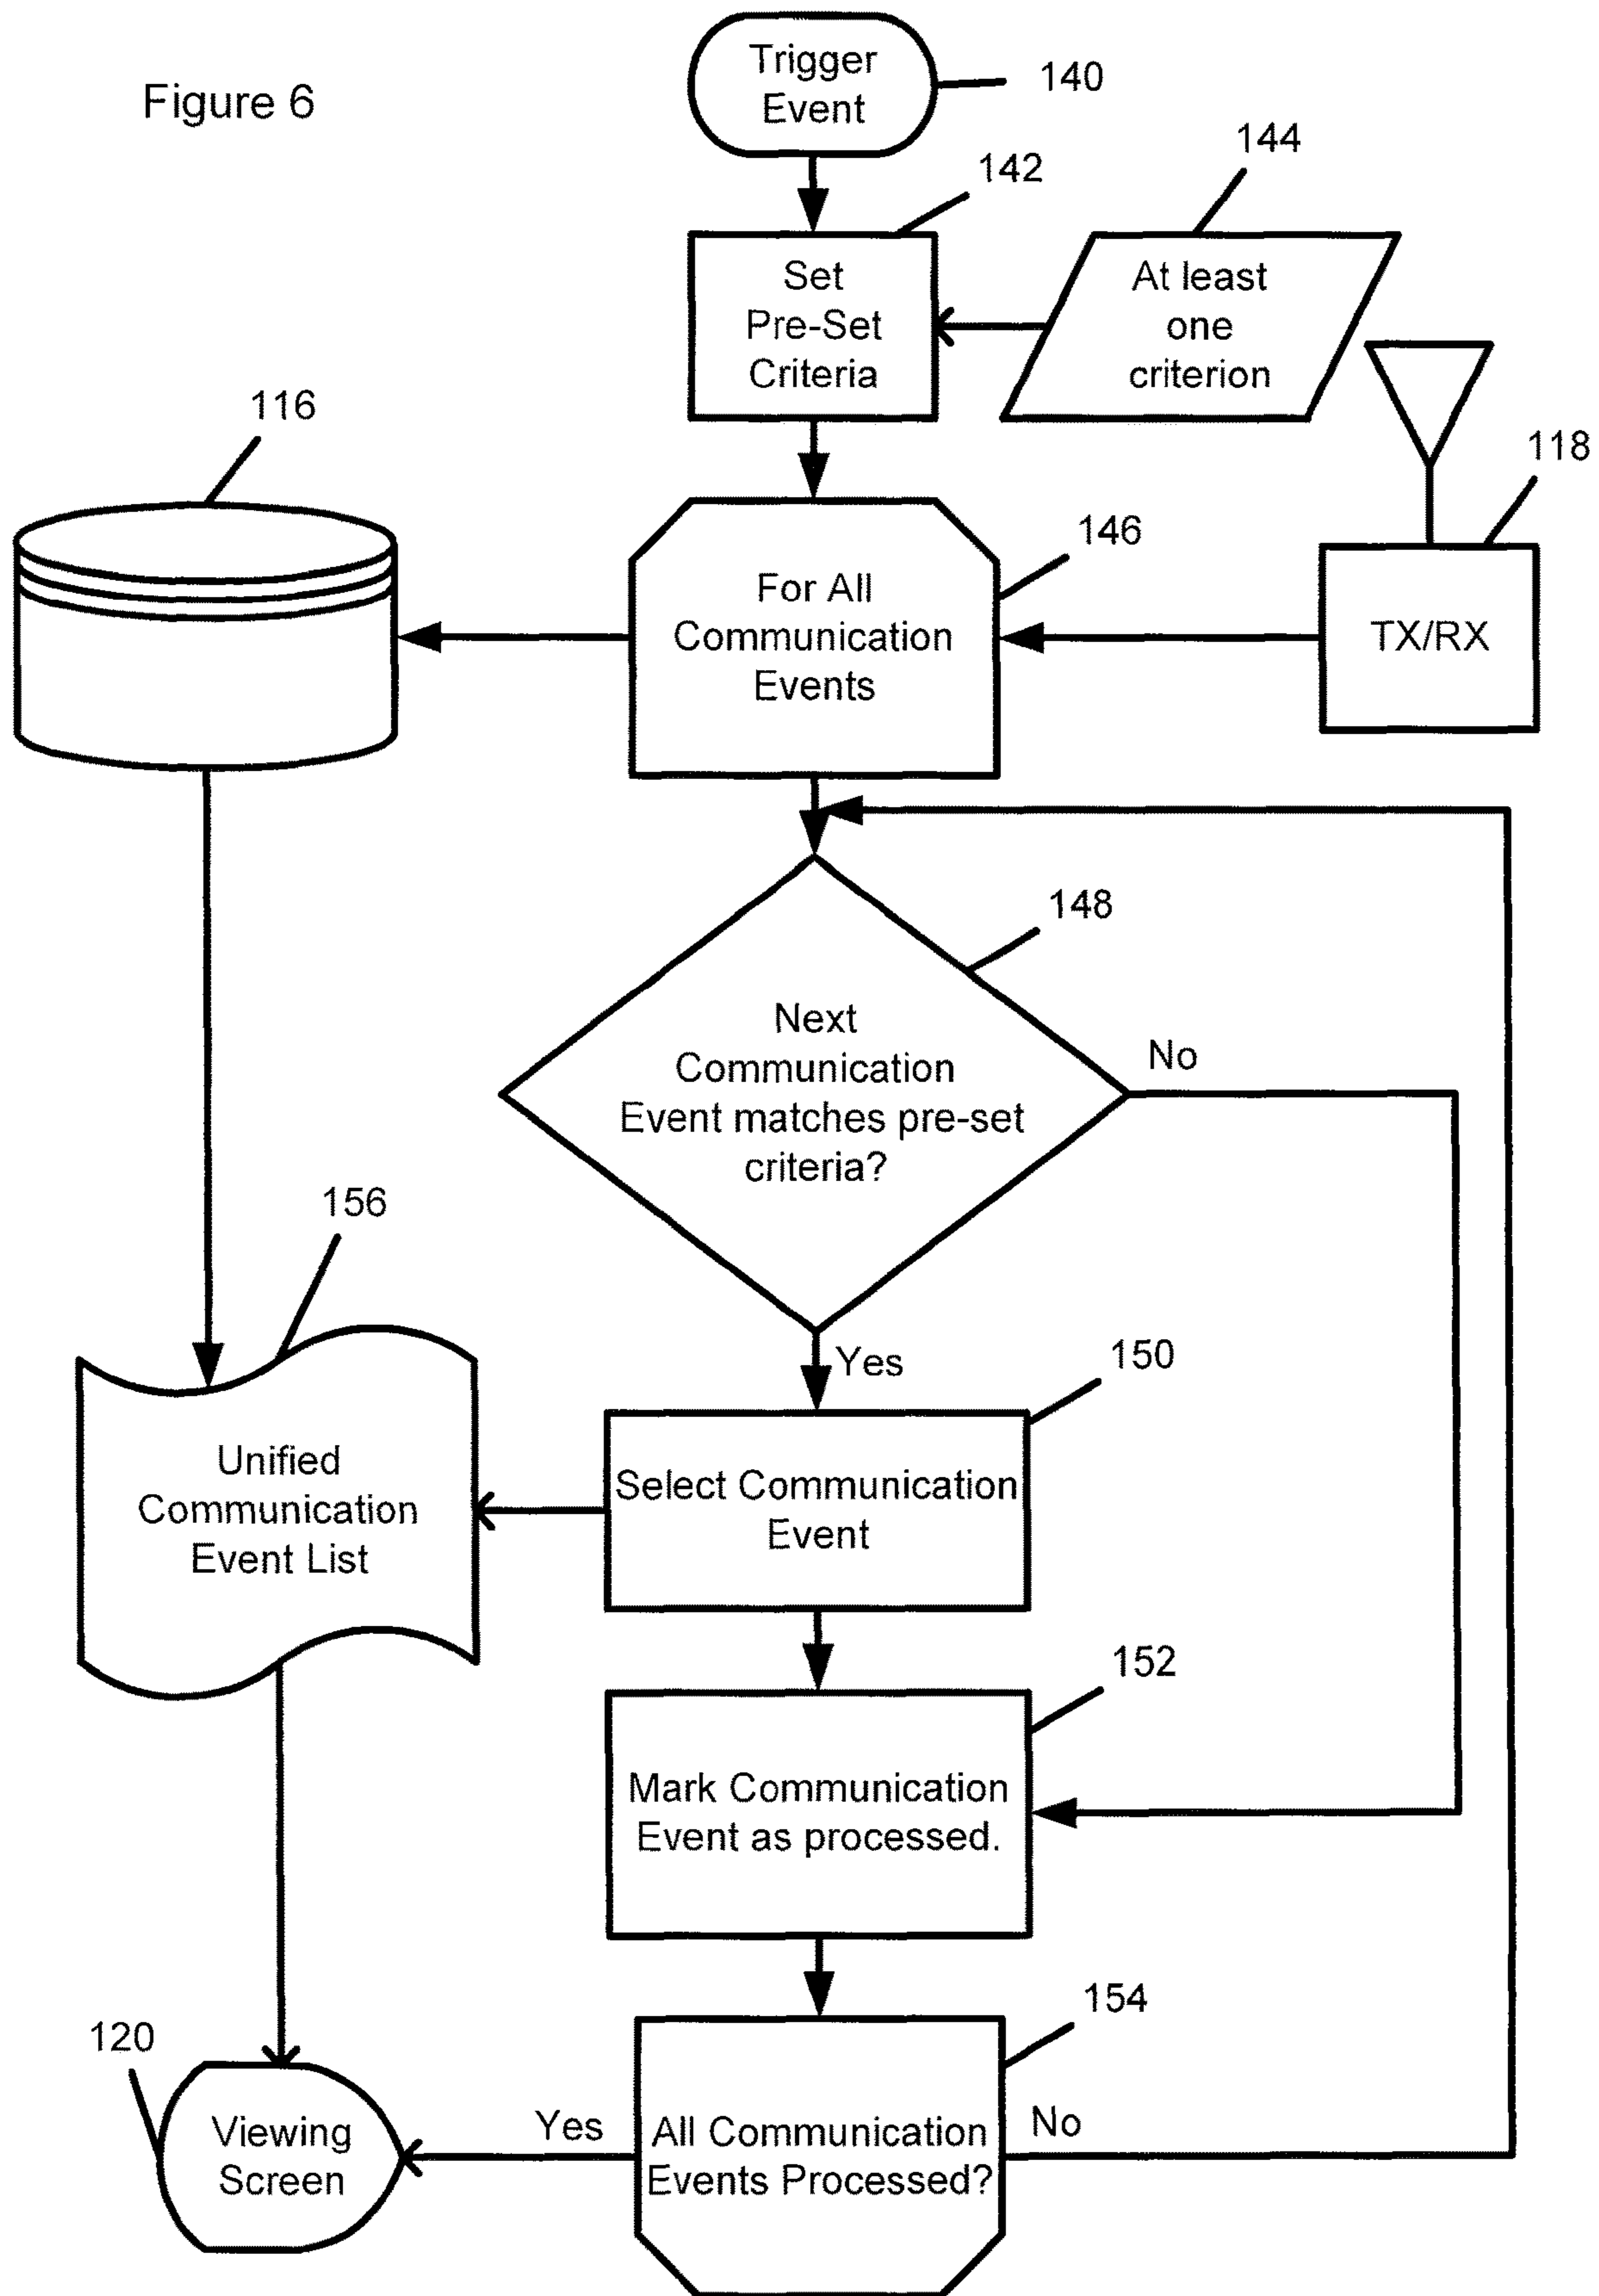 Figure 6
Trigger
Event
140
142
144
Set
Pre-Set
Criteria
At least
one
criterion
116
118
146
For All
Communication
Events
TX/RX
148
Next
Communication
Event matches pre-set
criteria?
No
156
Yes
150
Unified
Communication
Event List
Select Communication
Event
152
Mark Communication
Event as processed.
154
120
Viewing
Screen
Yes
All Communication
Events Processed?
No